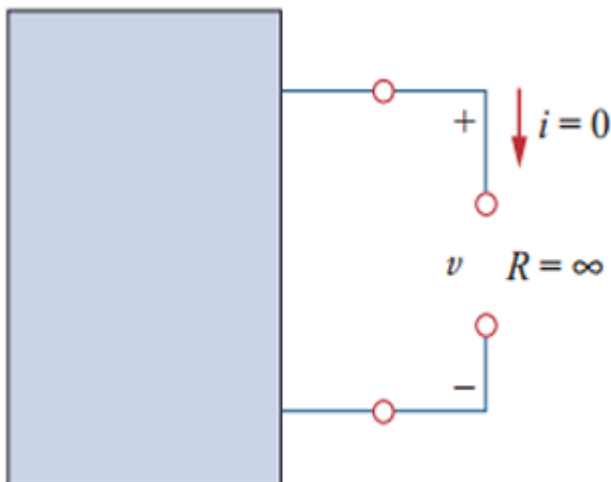 +
i = 0
v R = ∞
−